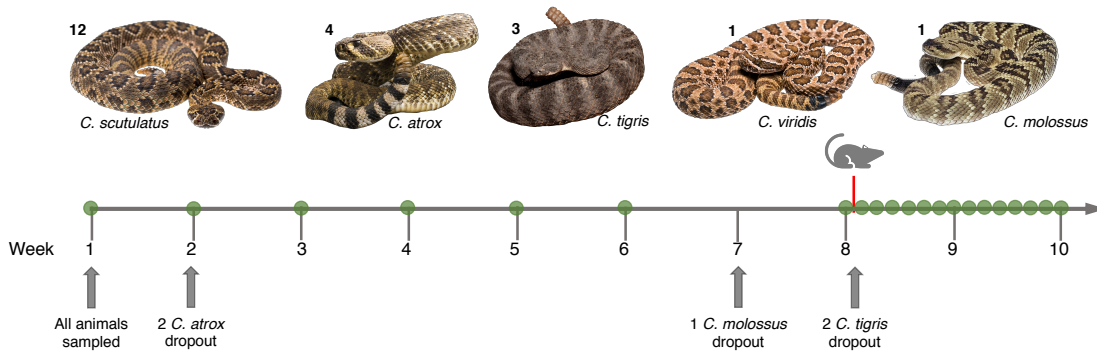 12
4
3
1
1
C. scutulatus
C. atrox
C. tigris
C. viridis
C. molossus
Week
1
2
3
4
5
6
7
8
9
10
All animals
sampled
2 C. atrox
dropout
1 C. molossus
dropout
2 C. tigris
dropout